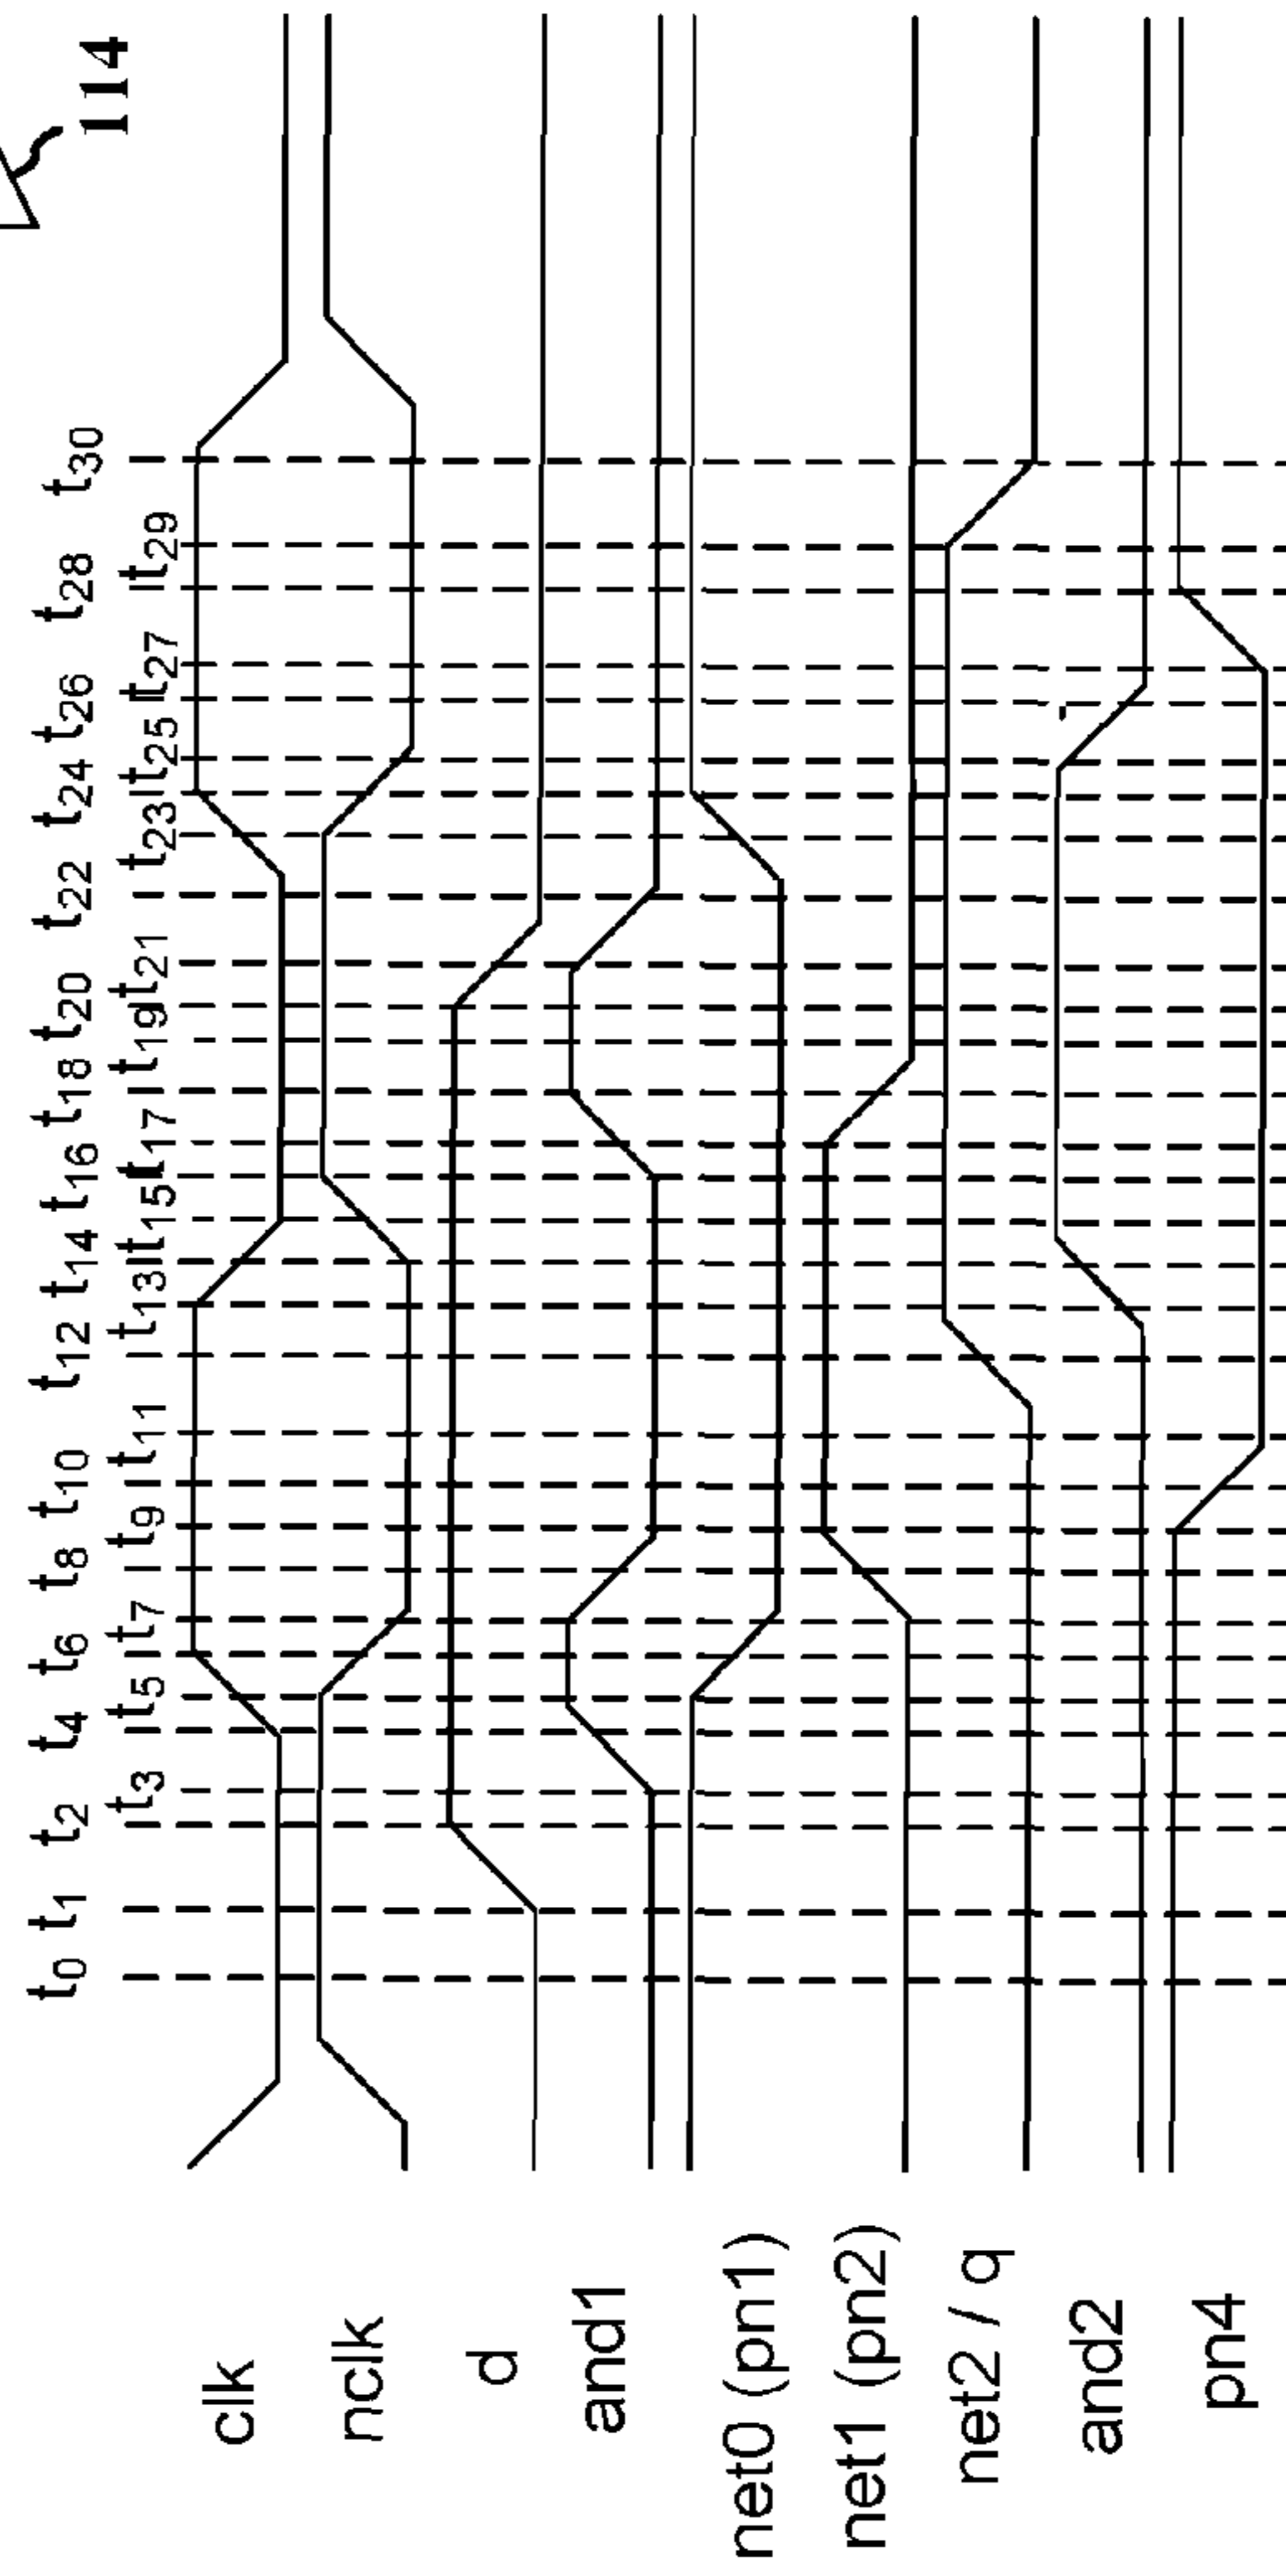 114
t0 t1 t2 t4 t6 t8 t10 t12 t14 t16 t18 t20 t22 t24 t26 t28 t30
t3 t5 t7 t9 t11 t13 t15 t17 t19 t21 t23 t25 t27 t29
clk
nclk
d
and1
net0 (pn1)
net1 (pn2)
net2 / q
and2
pn4